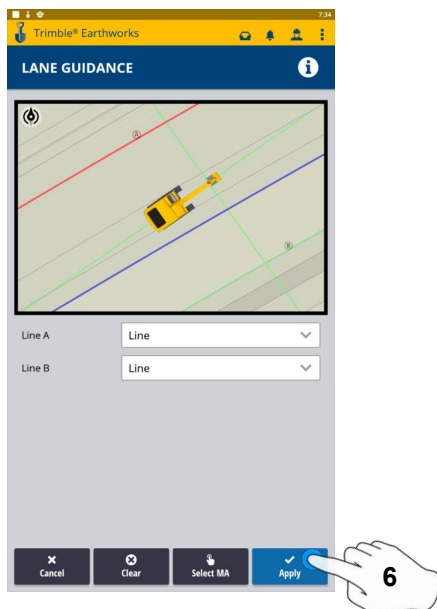 7:34
Trimble® Earthworks
LANE GUIDANCE
A
B
Line A Line
Line B Line
Cancel Clear Select MA Apply
6